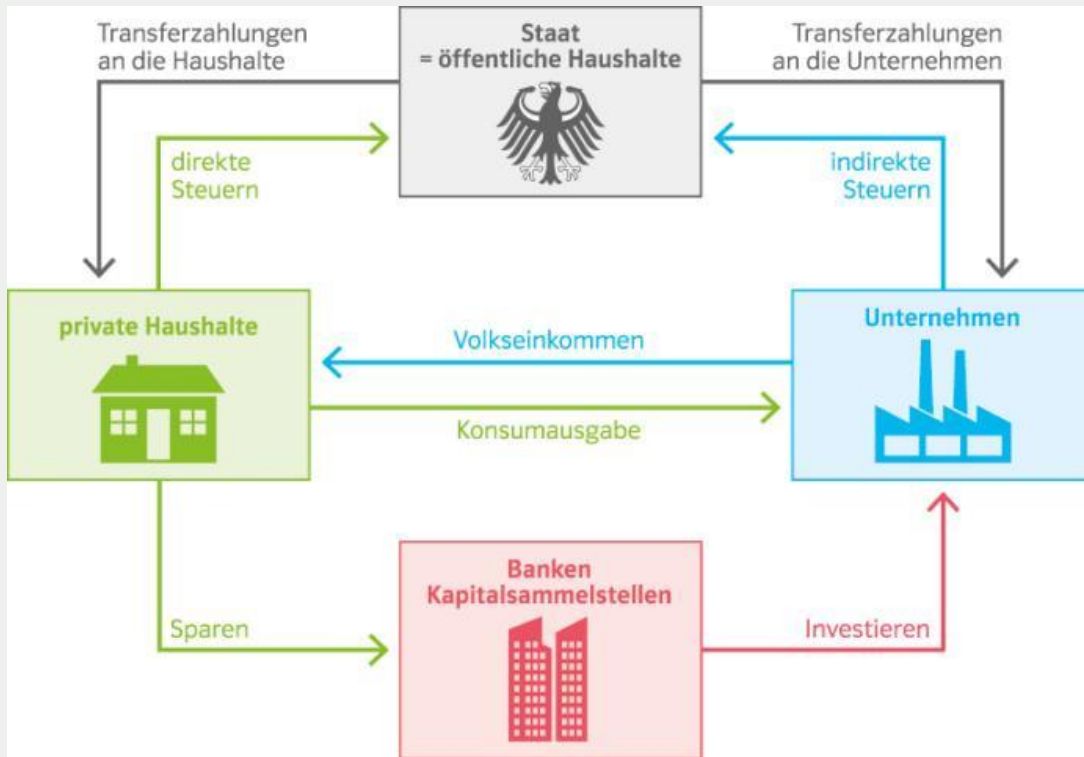 Transferzahlungen
an die Haushalte
Staat
= öffentliche Haushalte
Transferzahlungen
an die Unternehmen
direkte
Steuern
indirekte
Steuern
private Haushalte
Volkseinkommen
Konsumausgabe
Unternehmen
Banken
Kapitalsammelstellen
Sparen
Investieren